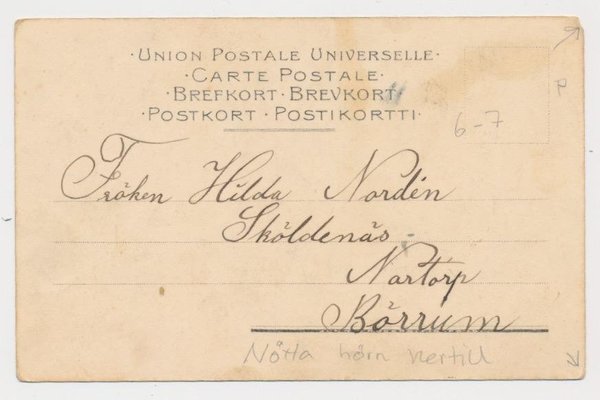 ·UNION POSTALE UNIVERSELLE·
·CARTE POSTALE·
·BREFKORT·BREVKORT·
·POSTKORT·POSTIKORTTI·
6-7
Fröken Hilda Nordén
Sköldenäs
Nartorp
Börrum
Nötta hörn nertill